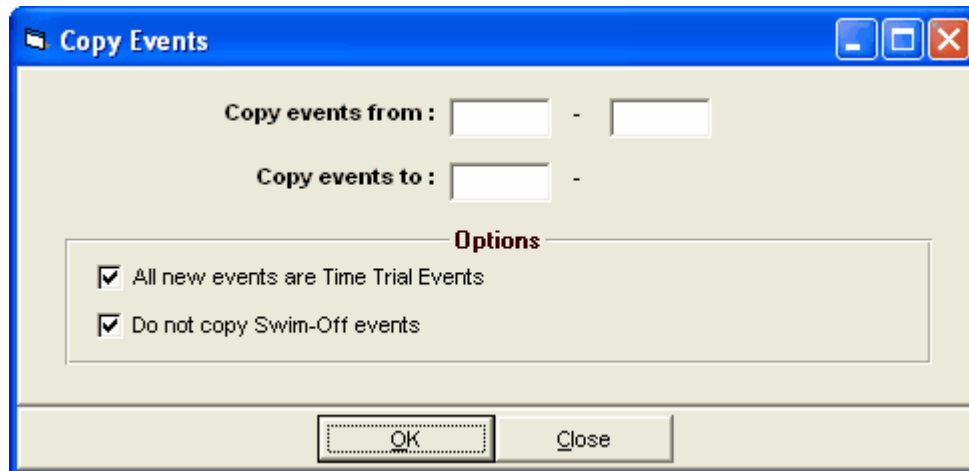 Copy Events
Copy events from : -
Copy events to : -
Options
All new events are Time Trial Events
Do not copy Swim-Off events
OK Close